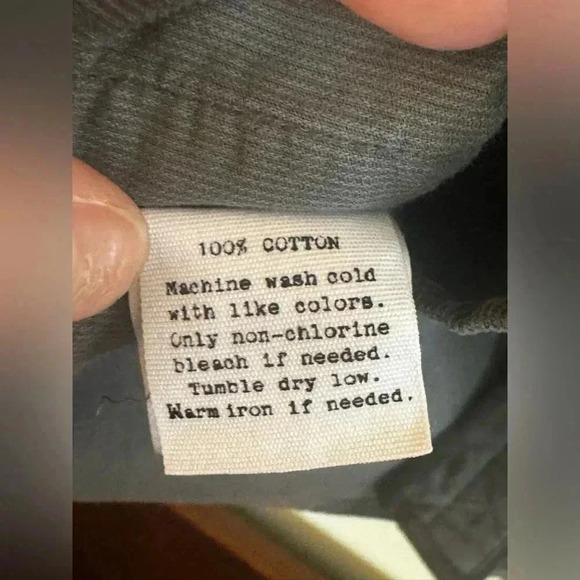 100% COTTON
Machine wash cold
with like colors.
Only non-chlorine
bleach if needed.
Tumble dry low.
Warm iron if needed.